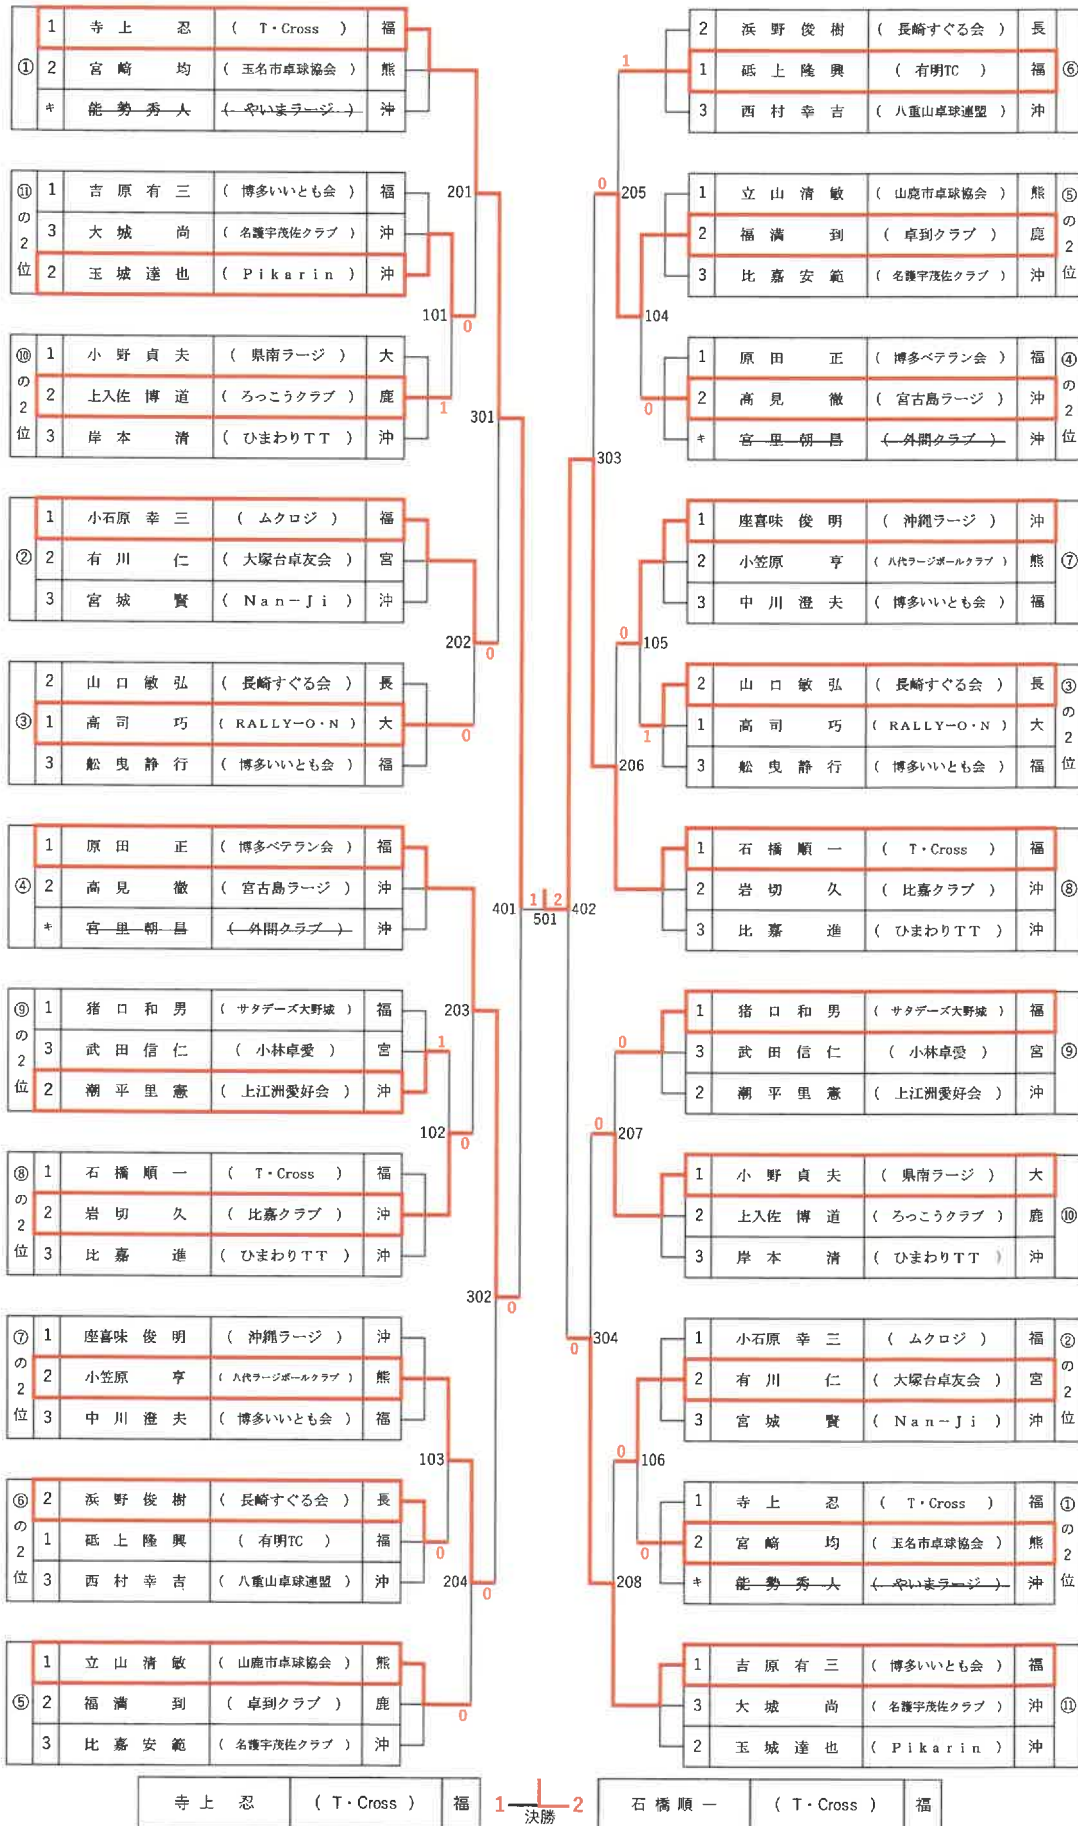 ① 1 寺上 忍 ( T・Cross ) 福
2 宮﨑 均 ( 玉名市卓球協会 ) 熊
キ 能勢秀人 ( やいまラージ ) 沖
201
⑪の2位 1 吉原有三 ( 博多いいとも会 ) 福
3 大城 尚 ( 名護宇茂佐クラブ ) 沖
2 玉城達也 ( Pikarin ) 沖
101 0
⑩の2位 1 小野貞夫 ( 県南ラージ ) 大
2 上入佐博道 ( ろっこうクラブ ) 鹿 1
3 岸本 清 ( ひまわりTT ) 沖
301
② 1 小石原幸三 ( ムクロジ ) 福
2 有川 仁 ( 大塚台卓友会 ) 宮
3 宮城 賢 ( Nan-Ji ) 沖
202 0
③ 2 山口敏弘 ( 長崎すぐる会 ) 長
1 高司 巧 ( RALLY-O・N ) 大 0
3 舩曳静行 ( 博多いいとも会 ) 福
④ 1 原田 正 ( 博多ベテラン会 ) 福
2 高見 徹 ( 宮古島ラージ ) 沖
キ 宮里朝昌 ( 外間クラブ ) 沖
401 1 2 402
501
203
⑨の2位 1 猪口和男 ( サタデーズ大野城 ) 福
3 武田信仁 ( 小林卓愛 ) 宮 1
2 潮平里憲 ( 上江洲愛好会 ) 沖
102 0
⑧の2位 1 石橋順一 ( T・Cross ) 福
2 岩切 久 ( 比嘉クラブ ) 沖
3 比嘉 進 ( ひまわりTT ) 沖
302 0
⑦の2位 1 座喜味俊明 ( 沖縄ラージ ) 沖
2 小笠原 亨 ( 八代ラージボールクラブ ) 熊
3 中川澄夫 ( 博多いいとも会 ) 福
103
⑥の2位 2 浜野俊樹 ( 長崎すぐる会 ) 長
1 砥上隆興 ( 有明TC ) 福 0
3 西村幸吉 ( 八重山卓球連盟 ) 沖
204 0
⑤ 1 立山清敏 ( 山鹿市卓球協会 ) 熊
2 福満 到 ( 卓到クラブ ) 鹿 0
3 比嘉安範 ( 名護宇茂佐クラブ ) 沖
2 浜野俊樹 ( 長崎すぐる会 ) 長 ⑥
1 1 砥上隆興 ( 有明TC ) 福
3 西村幸吉 ( 八重山卓球連盟 ) 沖
0 205
1 立山清敏 ( 山鹿市卓球協会 ) 熊 ⑤の2位
2 福満 到 ( 卓到クラブ ) 鹿
3 比嘉安範 ( 名護宇茂佐クラブ ) 沖
104
1 原田 正 ( 博多ベテラン会 ) 福 ④の2位
0 2 高見 徹 ( 宮古島ラージ ) 沖
キ 宮里朝昌 ( 外間クラブ ) 沖
303
1 座喜味俊明 ( 沖縄ラージ ) 沖 ⑦
2 小笠原 亨 ( 八代ラージボールクラブ ) 熊
3 中川澄夫 ( 博多いいとも会 ) 福
0 105
2 山口敏弘 ( 長崎すぐる会 ) 長 ③の2位
1 1 高司 巧 ( RALLY-O・N ) 大
3 舩曳静行 ( 博多いいとも会 ) 福
206
1 石橋順一 ( T・Cross ) 福 ⑧
2 岩切 久 ( 比嘉クラブ ) 沖
3 比嘉 進 ( ひまわりTT ) 沖
1 猪口和男 ( サタデーズ大野城 ) 福 ⑨
0 3 武田信仁 ( 小林卓愛 ) 宮
2 潮平里憲 ( 上江洲愛好会 ) 沖
0 207
1 小野貞夫 ( 県南ラージ ) 大 ⑩
2 上入佐博道 ( ろっこうクラブ ) 鹿
3 岸本 清 ( ひまわりTT ) 沖
0 304
1 小石原幸三 ( ムクロジ ) 福 ②の2位
2 有川 仁 ( 大塚台卓友会 ) 宮
3 宮城 賢 ( Nan-Ji ) 沖
0 106
1 寺上 忍 ( T・Cross ) 福 ①の2位
0 2 宮﨑 均 ( 玉名市卓球協会 ) 熊
キ 能勢秀人 ( やいまラージ ) 沖
208
1 吉原有三 ( 博多いいとも会 ) 福 ⑪
3 大城 尚 ( 名護宇茂佐クラブ ) 沖
2 玉城達也 ( Pikarin ) 沖
寺上 忍 ( T・Cross ) 福 1 決勝 2 石橋順一 ( T・Cross ) 福